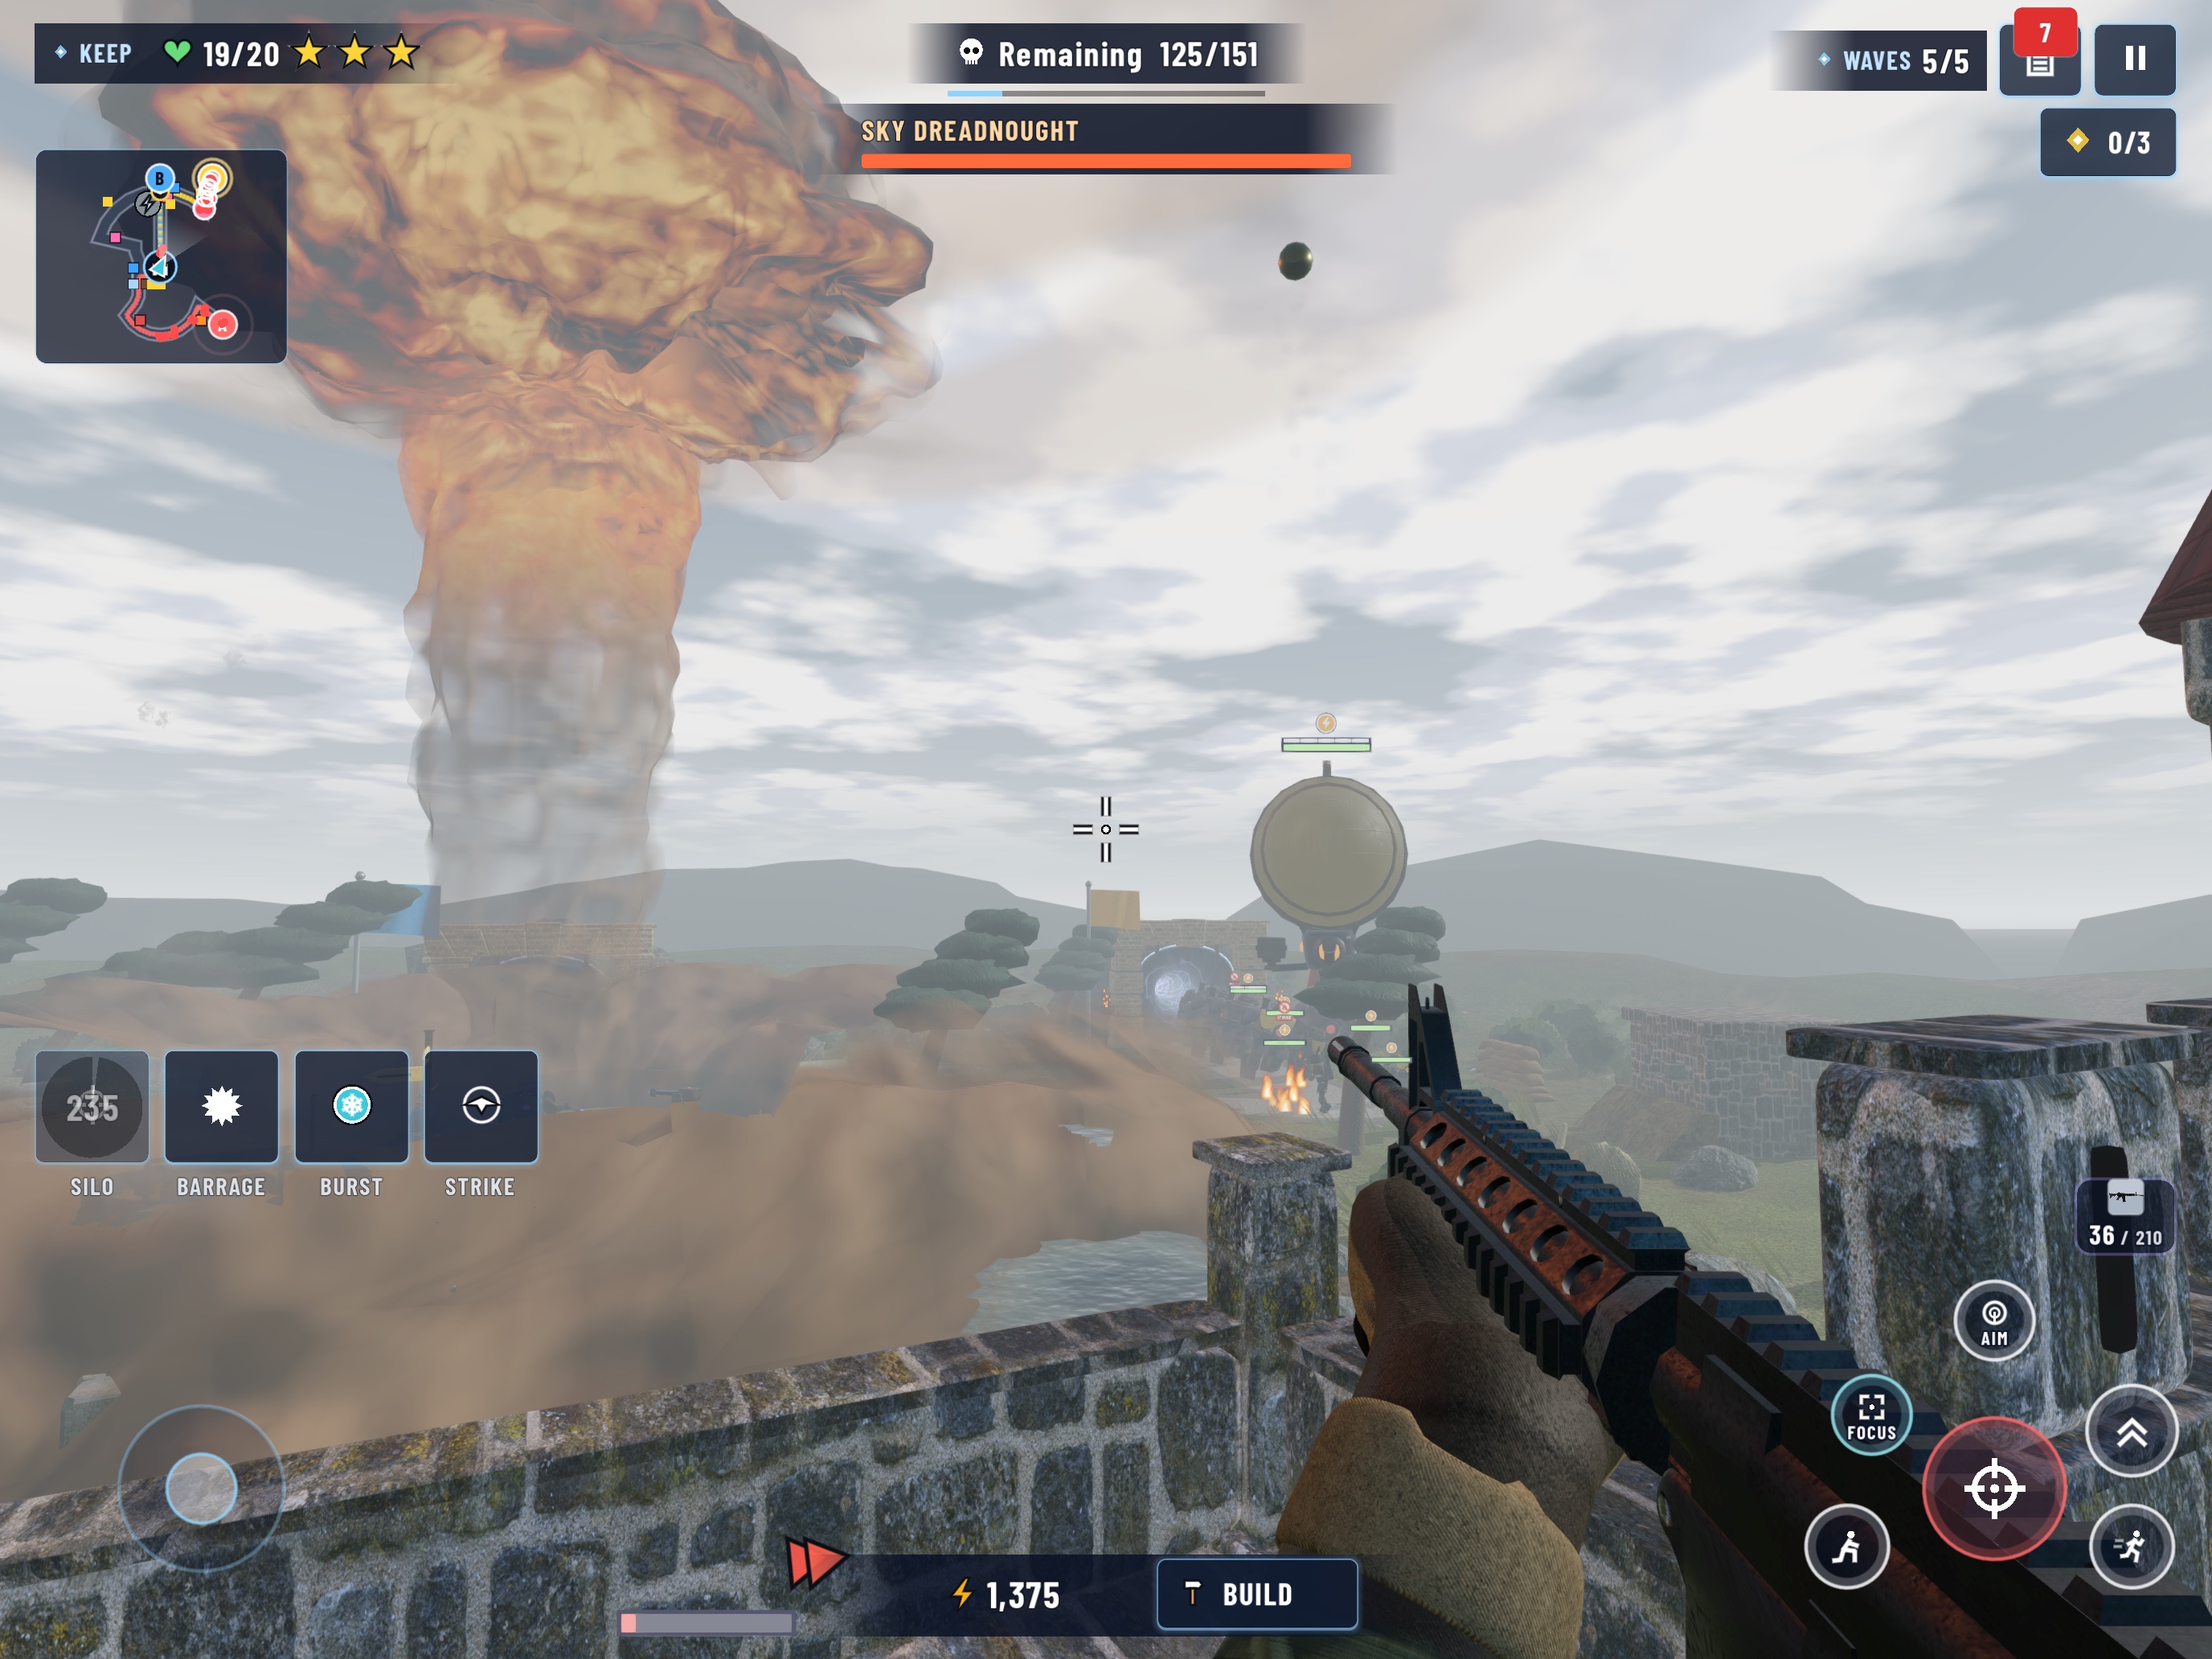 KEEP 19/20
Remaining 125/151
WAVES 5/5
7
SKY DREADNOUGHT
0/3
B
235
SILO
BARRAGE
BURST
STRIKE
36 / 210
AIM
FOCUS
1,375
BUILD